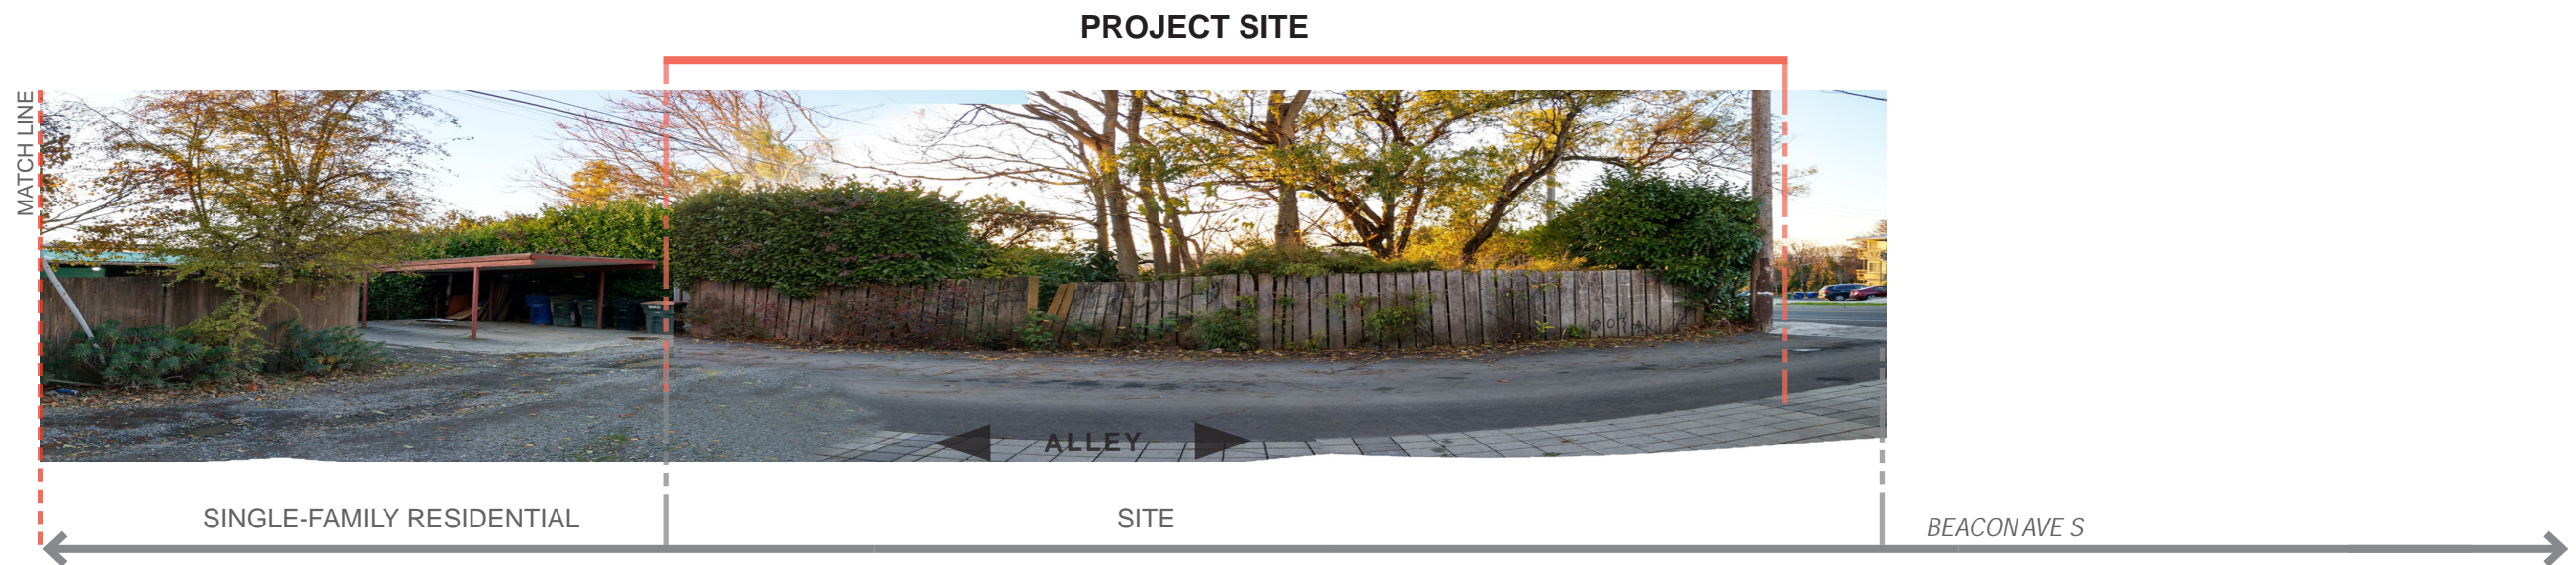 PROJECT SITE
MATCH LINE
ALLEY
SINGLE-FAMILY RESIDENTIAL
SITE
BEACON AVE S